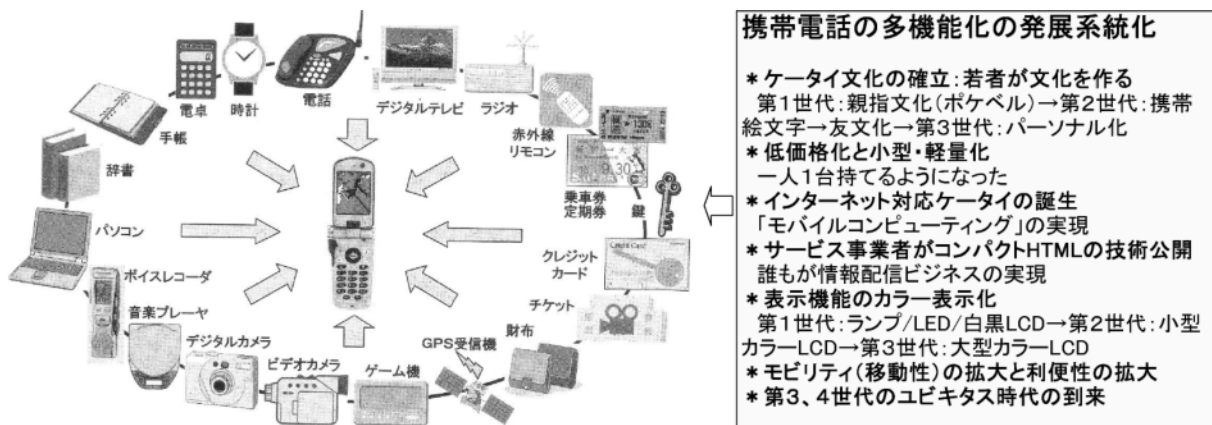 電卓
時計
電話
デジタルテレビ
ラジオ
手帳
赤外線
リモコン
辞書
乗車券
定期券
鍵
パソコン
クレジット
カード
ボイスレコーダ
音楽プレーヤ
チケット
デジタルカメラ
ビデオカメラ
ゲーム機
GPS受信機
財布
携帯電話の多機能化の発展系統化
*ケータイ文化の確立:若者が文化を作る
第1世代:親指文化(ポケベル)→第2世代:携帯
絵文字→友文化→第3世代:パーソナル化
*低価格化と小型・軽量化
一人1台持てるようになった
*インターネット対応ケータイの誕生
「モバイルコンピューティング」の実現
*サービス事業者がコンパクトHTMLの技術公開
誰もが情報配信ビジネスの実現
*表示機能のカラー表示化
第1世代:ランプ/LED/白黒LCD→第2世代:小型
カラーLCD→第3世代:大型カラーLCD
*モビリティ(移動性)の拡大と利便性の拡大
*第3、4世代のユビキタス時代の到来